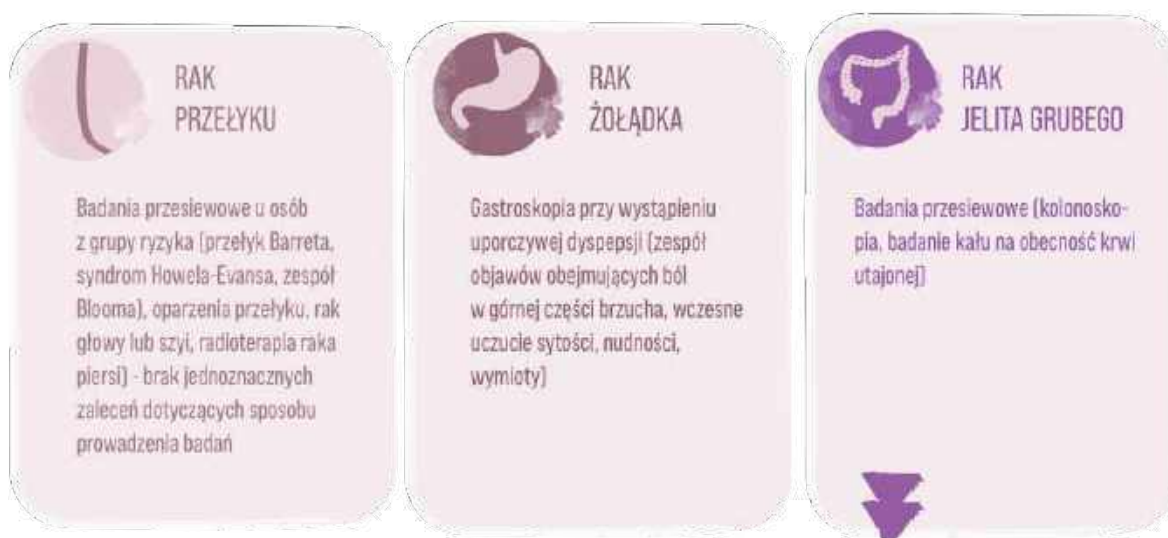 RAK
PRZEŁYKU
Badania przesiewowe u osób
z grupy ryzyka (przełyk Barreta,
syndrom Howela-Evansa, zespół
Blooma), oparzenia przełyku, rak
głowy lub szyi, radioterapia raka
piersi) - brak jednoznacznych
zaleceń dotyczących sposobu
prowadzenia badań
RAK
ŻOŁĄDKA
Gastroskopia przy wystąpieniu
uporczywej dyspepsji (zespół
objawów obejmujących ból
w górnej części brzucha, wczesne
uczucie sytości, nudności,
wymioty)
RAK
JELITA GRUBEGO
Badania przesiewowe (kolonosko-
pia, badanie kału na obecność krwi
utajonej)